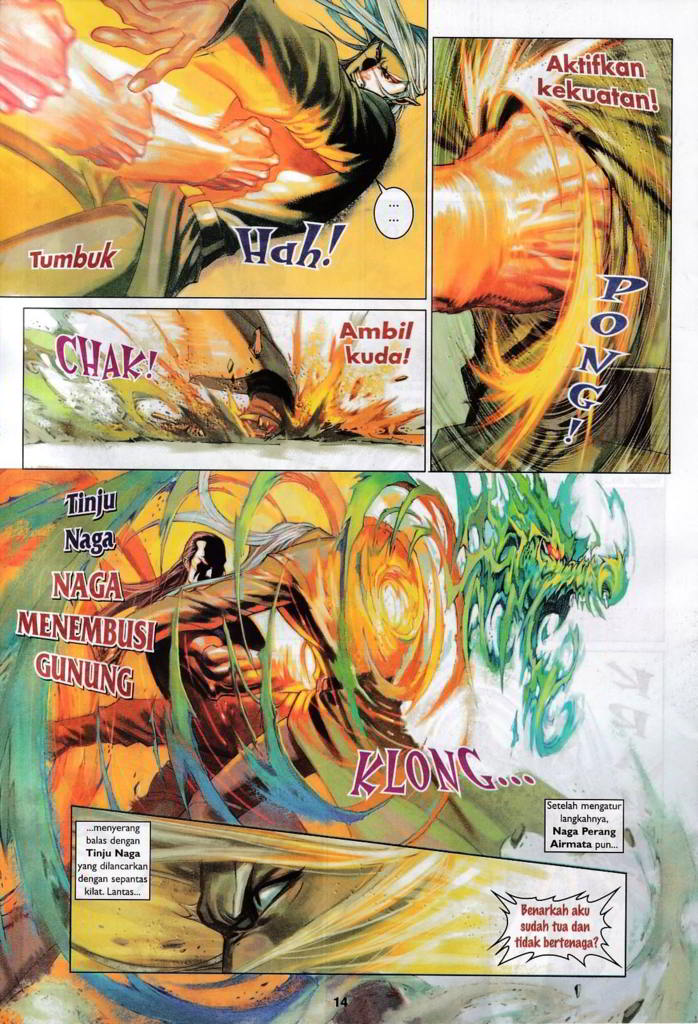 Tumbuk
Hah!
...
...
Aktifkan
kekuatan!
PONG!
CHAK!
Ambil
kuda!
Tinju
Naga
NAGA
MENEMBUSI
GUNUNG
KLONG...
Setelah mengatur
langkahnya,
Naga Perang
Airmata pun...
...menyerang
balas dengan
Tinju Naga
yang dilancarkan
dengan sepantas
kilat. Lantas...
Benarkah aku
sudah tua dan
tidak bertenaga?
14